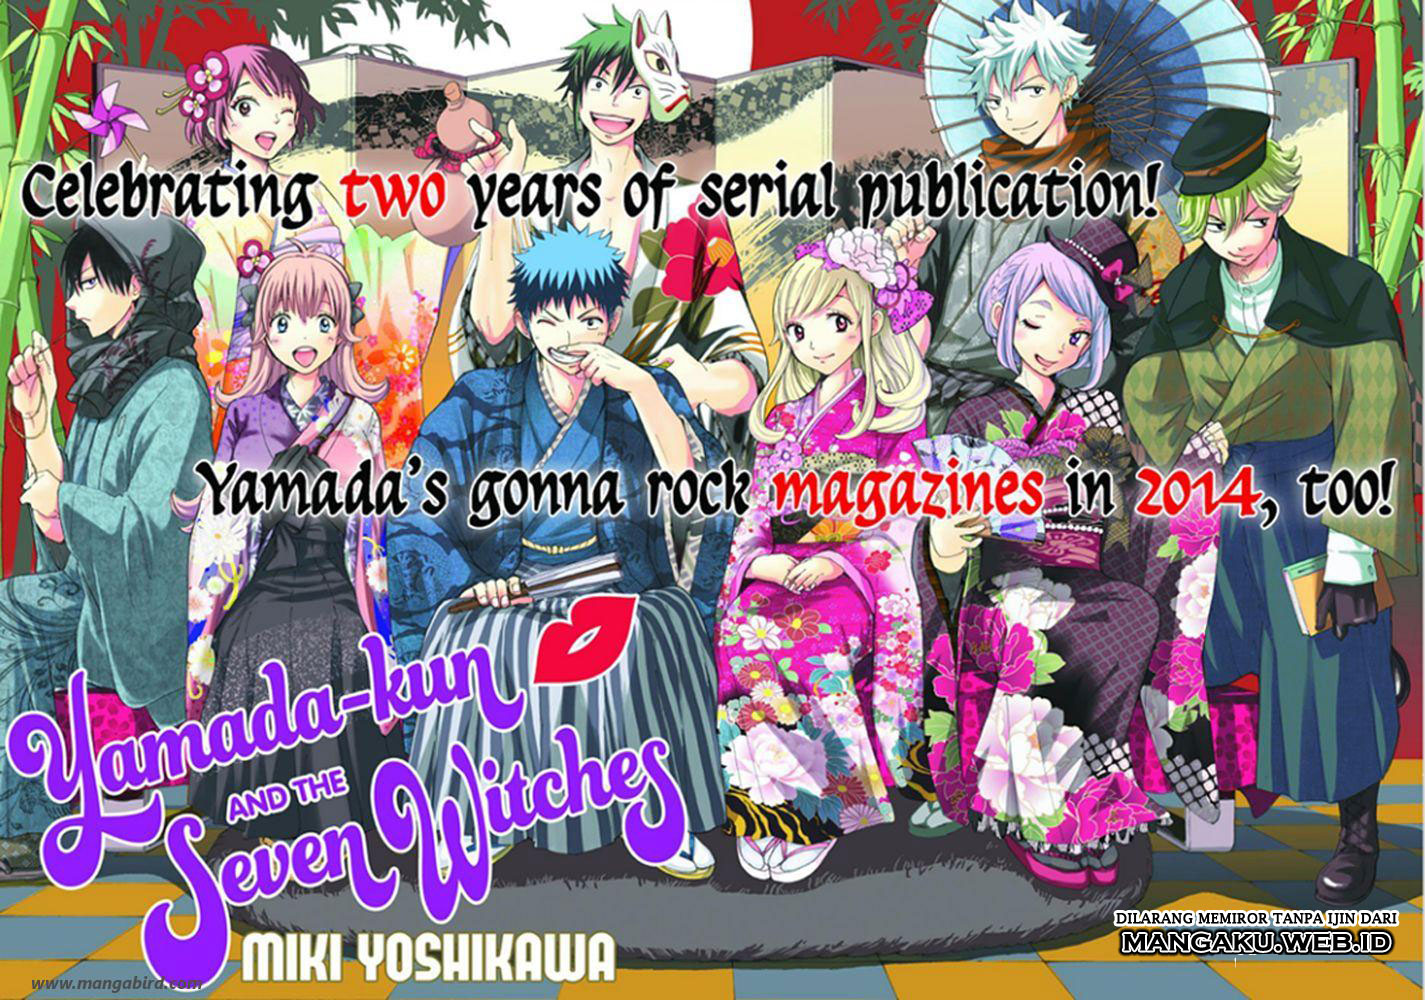 Celebrating two years of serial publication!
Yamada's gonna rock magazines in 2014, too!
Yamada-kun
AND THE
Seven Witches
MIKI YOSHIKAWA
DILARANG MEMIROR TANPA IJIN DARI
MANGAKU.WEB.ID
www.mangabird.com